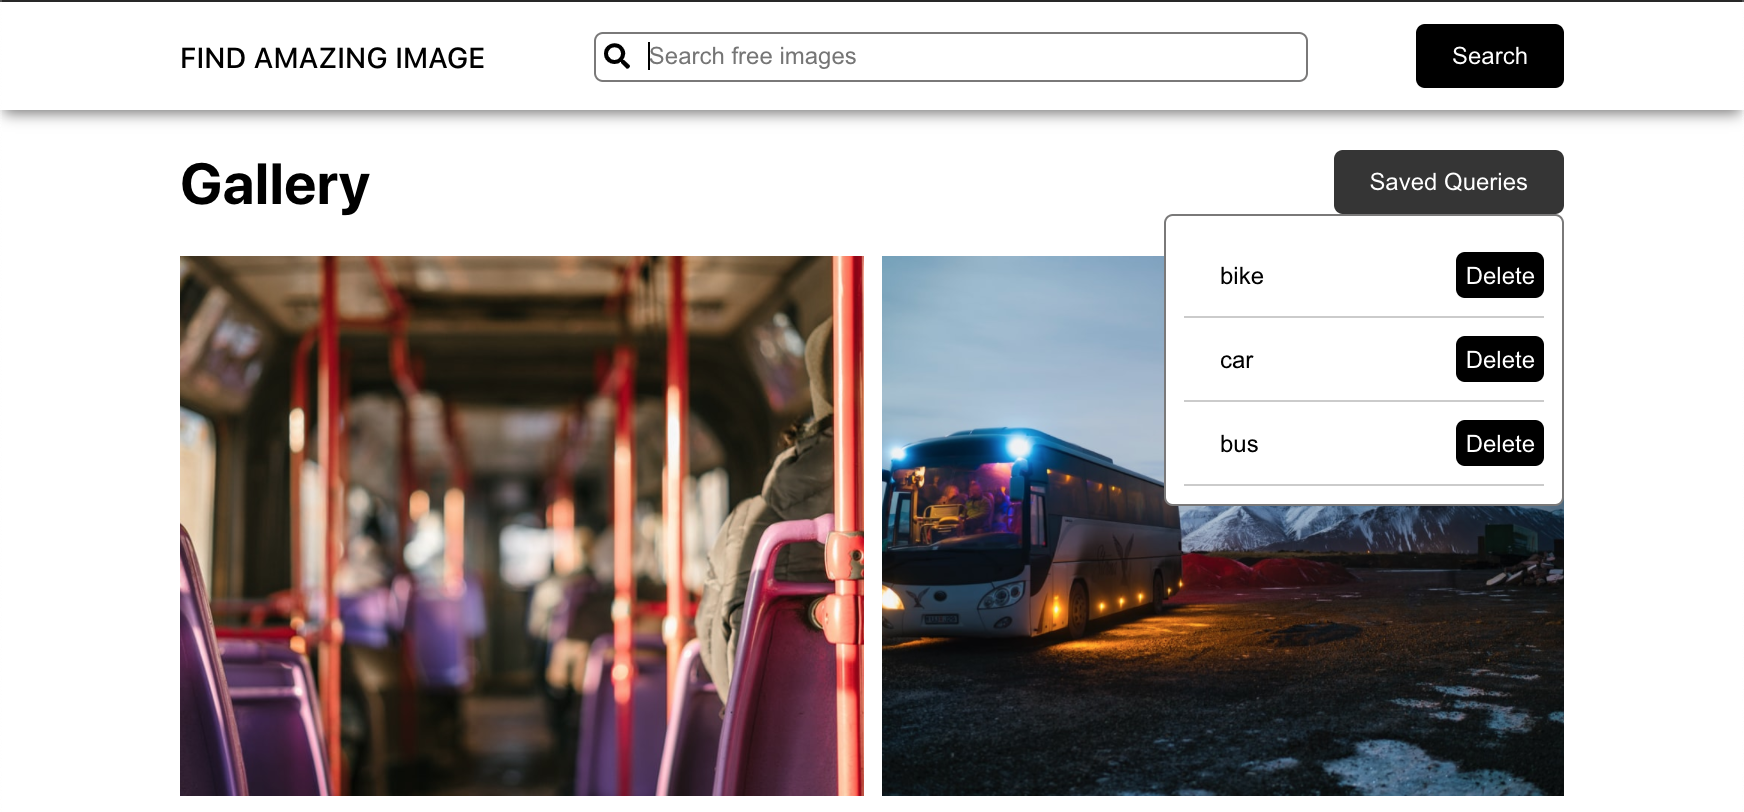 FIND AMAZING IMAGE
Search free images
Search
Gallery
Saved Queries
bike
Delete
car
Delete
bus
Delete